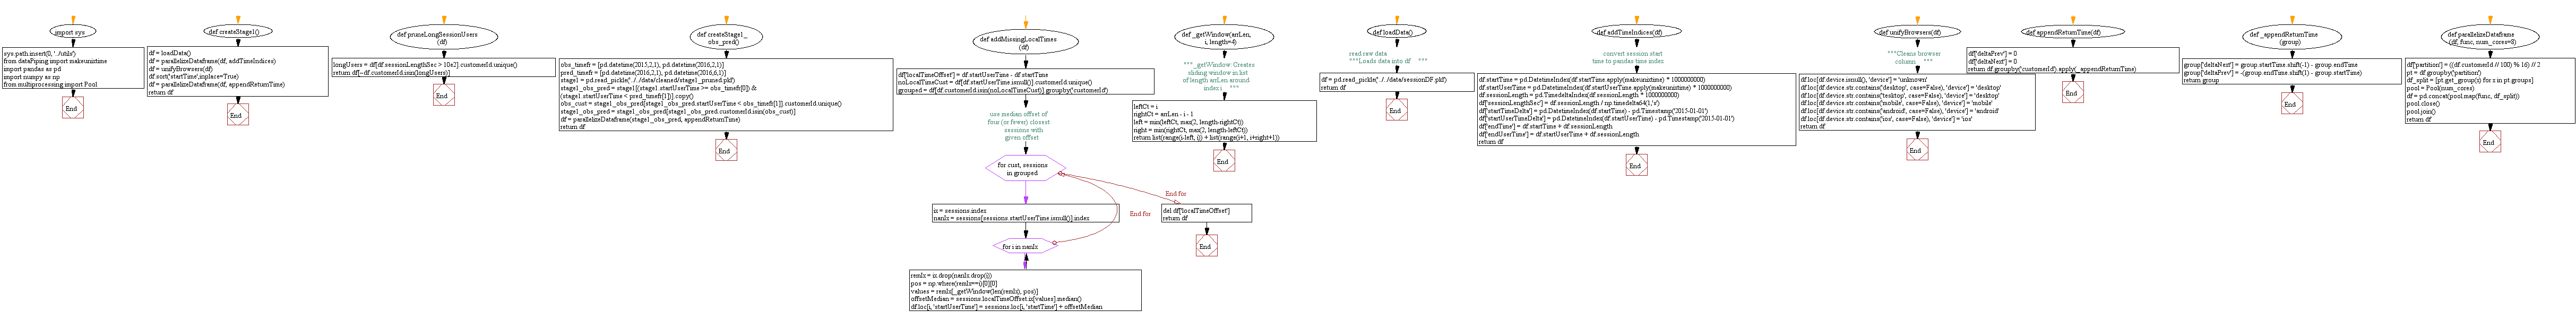 import sys
sys.path.insert(0, '../utils')
from dataPiping import makeunixtime
import pandas as pd
import numpy as np
from multiprocessing import Pool
End
def createStage1()
df = loadData()
df = parallelizeDataframe(df, addTimeIndices)
df = unifyBrowsers(df)
df.sort('startTime',inplace=True)
df = parallelizeDataframe(df, appendReturnTime)
return df
End
def pruneLongSessionUsers
(df)
longUsers = df[df.sessionLengthSec > 10e2].customerId.unique()
return df[~df.customerId.isin(longUsers)]
End
def createStage1_
obs_pred()
obs_timefr = [pd.datetime(2015,2,1), pd.datetime(2016,2,1)]
pred_timefr = [pd.datetime(2016,2,1), pd.datetime(2016,6,1)]
stage1 = pd.read_pickle('../../data/cleaned/stage1_pruned.pkl')
stage1_obs_pred = stage1[(stage1.startUserTime >= obs_timefr[0]) &
(stage1.startUserTime < pred_timefr[1])].copy()
obs_cust = stage1_obs_pred[stage1_obs_pred.startUserTime < obs_timefr[1]].customerId.unique()
stage1_obs_pred = stage1_obs_pred[stage1_obs_pred.customerId.isin(obs_cust)]
df = parallelizeDataframe(stage1_obs_pred, appendReturnTime)
return df
End
def addMissingLocalTimes
(df)
df['localTimeOffset'] = df.startUserTime - df.startTime
noLocalTimeCust = df[df.startUserTime.isnull()].customerId.unique()
grouped = df[df.customerId.isin(noLocalTimeCust)].groupby('customerId')
use median offset of
four (or fewer) closest
sessions with
given offset
for cust, sessions
in grouped
End for
ix = sessions.index
nanIx = sessions[sessions.startUserTime.isnull()].index
End for
del df['localTimeOffset']
return df
End
for i in nanIx
remIx = ix.drop(nanIx.drop(i))
pos = np.where(remIx==i)[0][0]
values = remIx[_getWindow(len(remIx), pos)]
offsetMedian = sessions.localTimeOffset.ix[values].median()
df.loc[i, 'startUserTime'] = sessions.loc[i, 'startTime'] + offsetMedian
def _getWindow(arrLen,
i, length=4)
"""_getWindow: Creates
sliding window in list
of length arrLen around
index i """
leftCt = i
rightCt = arrLen - i - 1
left = min(leftCt, max(2, length-rightCt))
right = min(rightCt, max(2, length-leftCt))
return list(range(i-left, i)) + list(range(i+1, i+right+1))
End
def loadData()
read raw data
"""Loads data into df """
df = pd.read_pickle('../../data/sessionDF.pkl')
return df
End
def addTimeIndices(df)
convert session start
time to pandas time index
df.startTime = pd.DatetimeIndex(df.startTime.apply(makeunixtime) * 1000000000)
df.startUserTime = pd.DatetimeIndex(df.startUserTime.apply(makeunixtime) * 1000000000)
df.sessionLength = pd.TimedeltaIndex(df.sessionLength * 1000000000)
df['sessionLengthSec'] = df.sessionLength / np.timedelta64(1,'s')
df['startTimeDelta'] = pd.DatetimeIndex(df.startTime) - pd.Timestamp('2015-01-01')
df['startUserTimeDelta'] = pd.DatetimeIndex(df.startUserTime) - pd.Timestamp('2015-01-01')
df['endTime'] = df.startTime + df.sessionLength
df['endUserTime'] = df.startUserTime + df.sessionLength
return df
End
def unifyBrowsers(df)
"""Cleans browser
column """
df.loc[df.device.isnull(), 'device'] = 'unknown'
df.loc[df.device.str.contains('desktop', case=False), 'device'] = 'desktop'
df.loc[df.device.str.contains('mobile', case=False), 'device'] = 'mobile'
df.loc[df.device.str.contains('android', case=False), 'device'] = 'android'
df.loc[df.device.str.contains('ios', case=False), 'device'] = 'ios'
return df
End
def appendReturnTime(df)
df['deltaPrev'] = 0
df['deltaNext'] = 0
return df.groupby('customerId').apply(_appendReturnTime)
End
def _appendReturnTime
(group)
group['deltaNext'] = group.startTime.shift(-1) - group.endTime
group['deltaPrev'] = -(group.endTime.shift(1) - group.startTime)
return group
End
def parallelizeDataframe
(df, func, num_cores=8)
df['partition'] = ((df.customerId // 100) % 16) // 2
pt = df.groupby('partition')
df_split = [pt.get_group(i) for i in pt.groups]
pool = Pool(num_cores)
df = pd.concat(pool.map(func, df_split))
pool.close()
pool.join()
return df
End